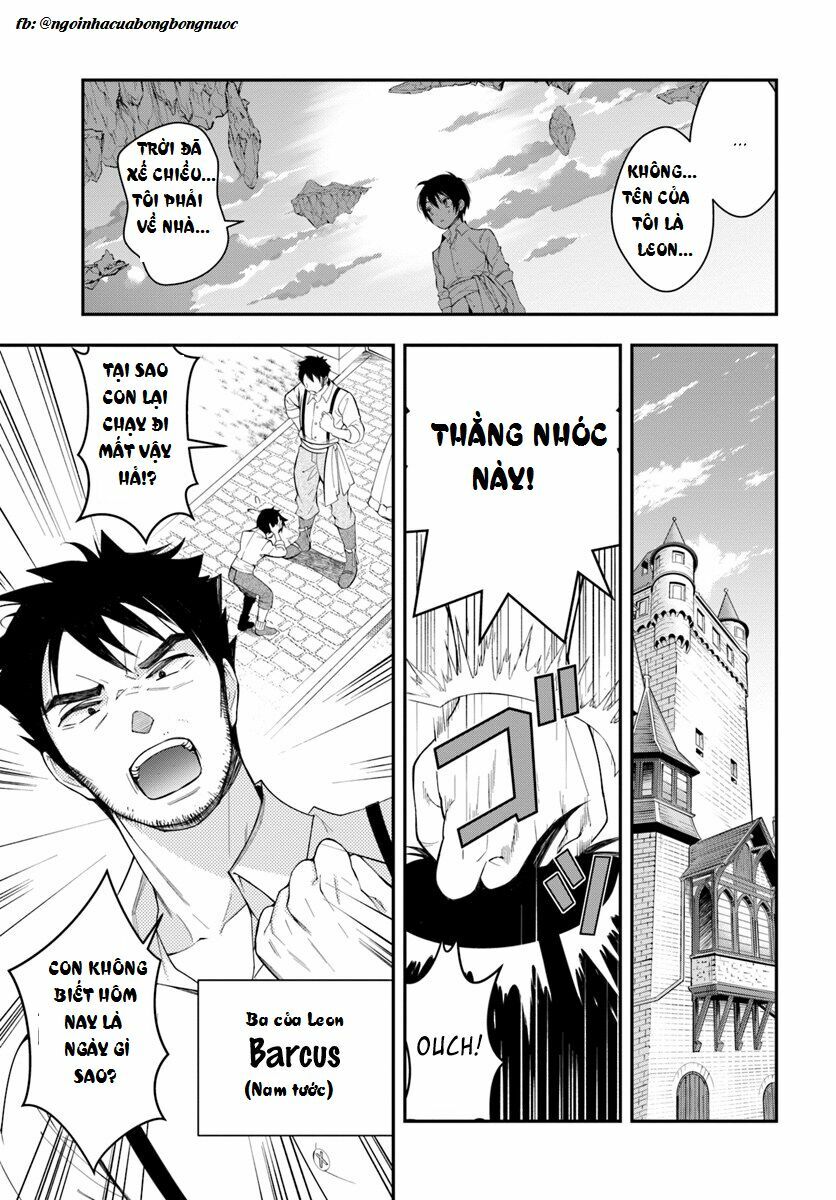 fb: @ngoinhacuabongbongnuoc
...
KHÔNG...
TÊN CỦA
TÔI LÀ
LEON...
TRỜI ĐÃ
XẾ CHIỀU...
TÔI PHẢI
VỀ NHÀ...
THẰNG NHÓC
NÀY!
ゴッ
OUCH!
TẠI SAO
CON LẠI
CHẠY ĐI
MẤT VẬY
HẢ!?
CON KHÔNG
BIẾT HÔM
NAY LÀ
NGÀY GÌ
SAO?
Ba của Leon
Barcus
(Nam tước)